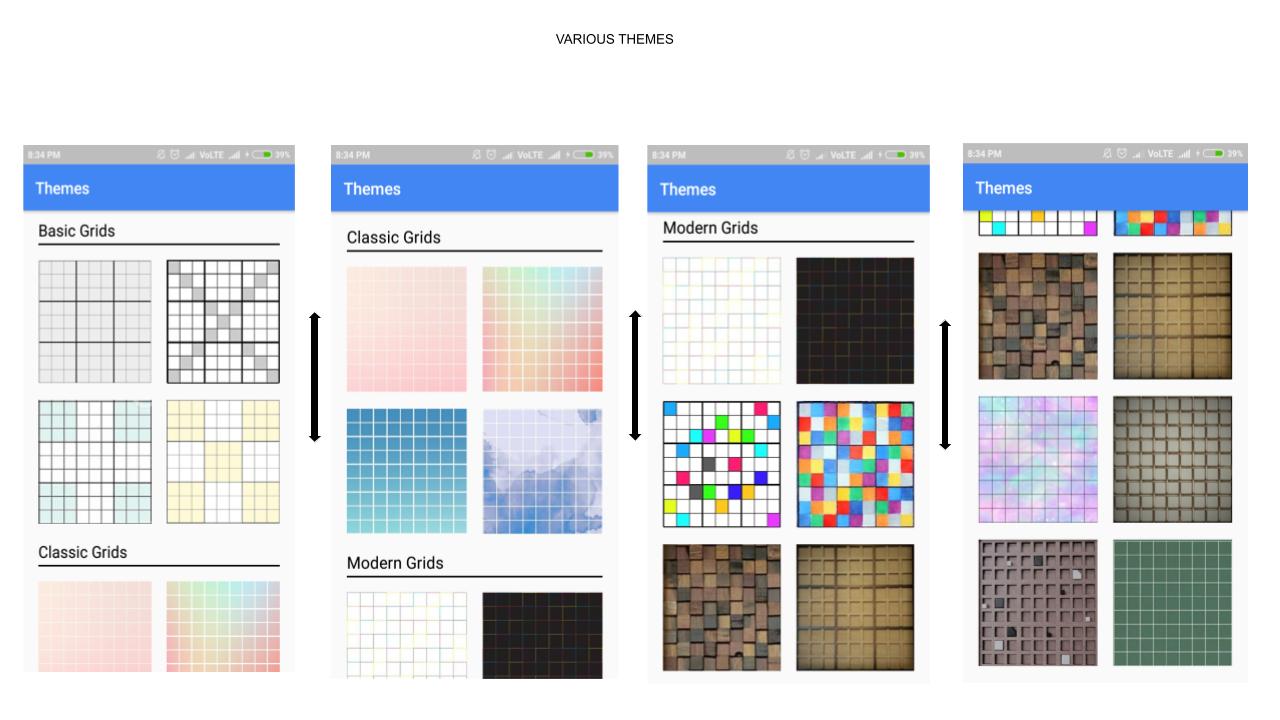 VARIOUS THEMES
8:34 PM VoLTE 39%
Themes
Basic Grids
Classic Grids
8:34 PM VoLTE 39%
Themes
Classic Grids
Modern Grids
8:34 PM VoLTE 39%
Themes
Modern Grids
8:34 PM VoLTE 39%
Themes